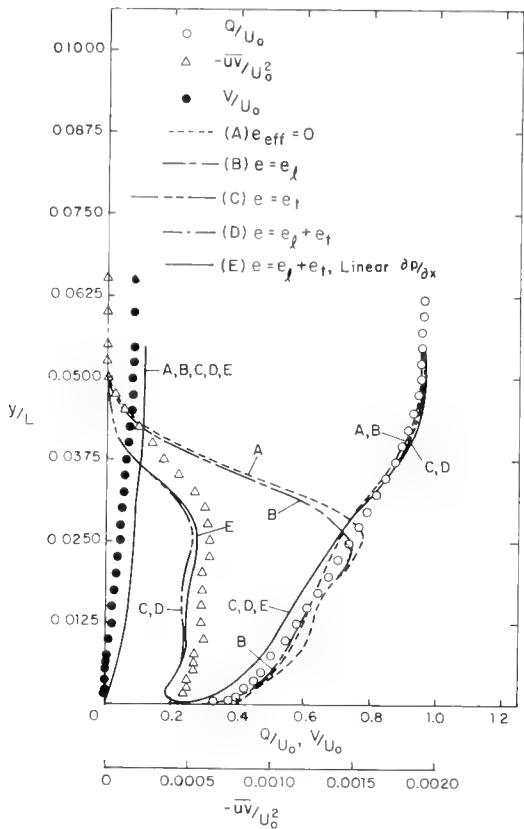 Q/U₀
-uv̅/U₀²
V/U₀
(A) e_eff = 0
(B) e = e_ℓ
(C) e = e_t
(D) e = e_ℓ + e_t
(E) e = e_ℓ + e_t, Linear ∂P/∂x
0.1000
0.0875
0.0750
0.0625
0.0500
0.0375
0.0250
0.0125
0
y/L
A,B,C,D,E
A,B
A
C,D
B
E
C,D
C,D,E
B
0 0.2 0.4 0.6 0.8 1.0
Q/U₀, V/U₀
0 0.0005 0.0010 0.0015 0.0020
-uv̅/U₀²